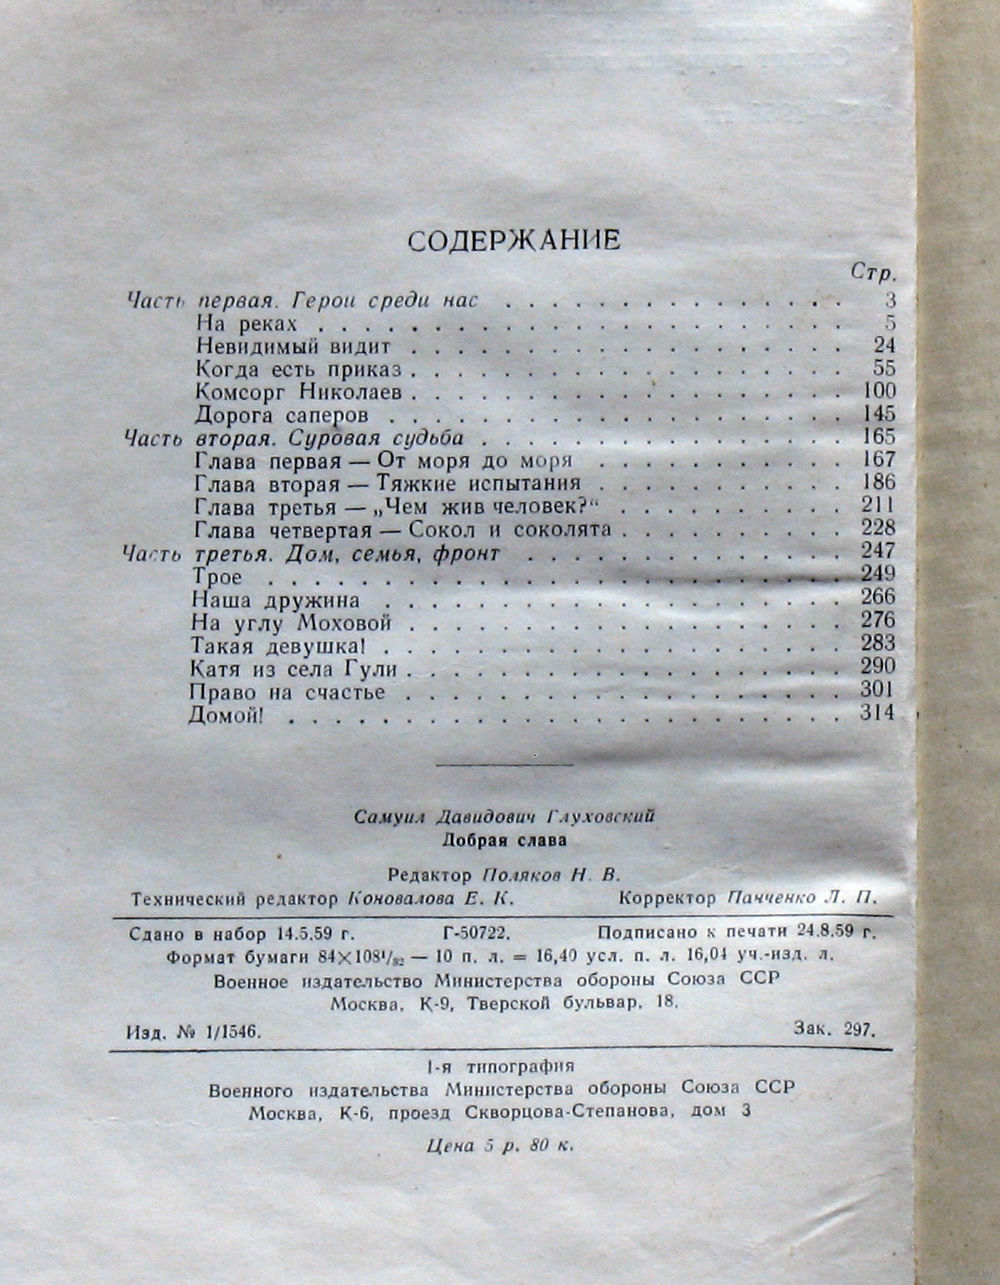 СОДЕРЖАНИЕ
Стр.
Часть первая. Герои среди нас . . . . . . . . . . . . . . . 3
На реках . . . . . . . . . . . . . . . . . . . . . . . 5
Невидимый видит . . . . . . . . . . . . . . . . . . . 24
Когда есть приказ . . . . . . . . . . . . . . . . . . . 55
Комсорг Николаев . . . . . . . . . . . . . . . . . . . 100
Дорога саперов . . . . . . . . . . . . . . . . . . . . 145
Часть вторая. Суровая судьба . . . . . . . . . . . . . . . . 165
Глава первая — От моря до моря . . . . . . . . . . . 167
Глава вторая — Тяжкие испытания . . . . . . . . . . . 186
Глава третья — „Чем жив человек?“ . . . . . . . . . . 211
Глава четвертая — Сокол и соколята . . . . . . . . . . 228
Часть третья. Дом, семья, фронт . . . . . . . . . . . . . . 247
Трое . . . . . . . . . . . . . . . . . . . . . . . . . 249
Наша дружина . . . . . . . . . . . . . . . . . . . . 266
На углу Моховой . . . . . . . . . . . . . . . . . . . 276
Такая девушка! . . . . . . . . . . . . . . . . . . . . 283
Катя из села Гули . . . . . . . . . . . . . . . . . . . 290
Право на счастье . . . . . . . . . . . . . . . . . . . 301
Домой! . . . . . . . . . . . . . . . . . . . . . . . . 314
Самуил Давидович Глуховский
Добрая слава
Редактор Поляков Н. В.
Технический редактор Коновалова Е. К. Корректор Панченко Л. П.
Сдано в набор 14.5.59 г. Г-50722. Подписано к печати 24.8.59 г.
Формат бумаги 84×108¹/₃₂ — 10 п. л. = 16,40 усл. п. л. 16,04 уч.-изд. л.
Военное издательство Министерства обороны Союза ССР
Москва, К-9, Тверской бульвар, 18.
Изд. № 1/1546. Зак. 297.
1-я типография
Военного издательства Министерства обороны Союза ССР
Москва, К-6, проезд Скворцова-Степанова, дом 3
Цена 5 р. 80 к.